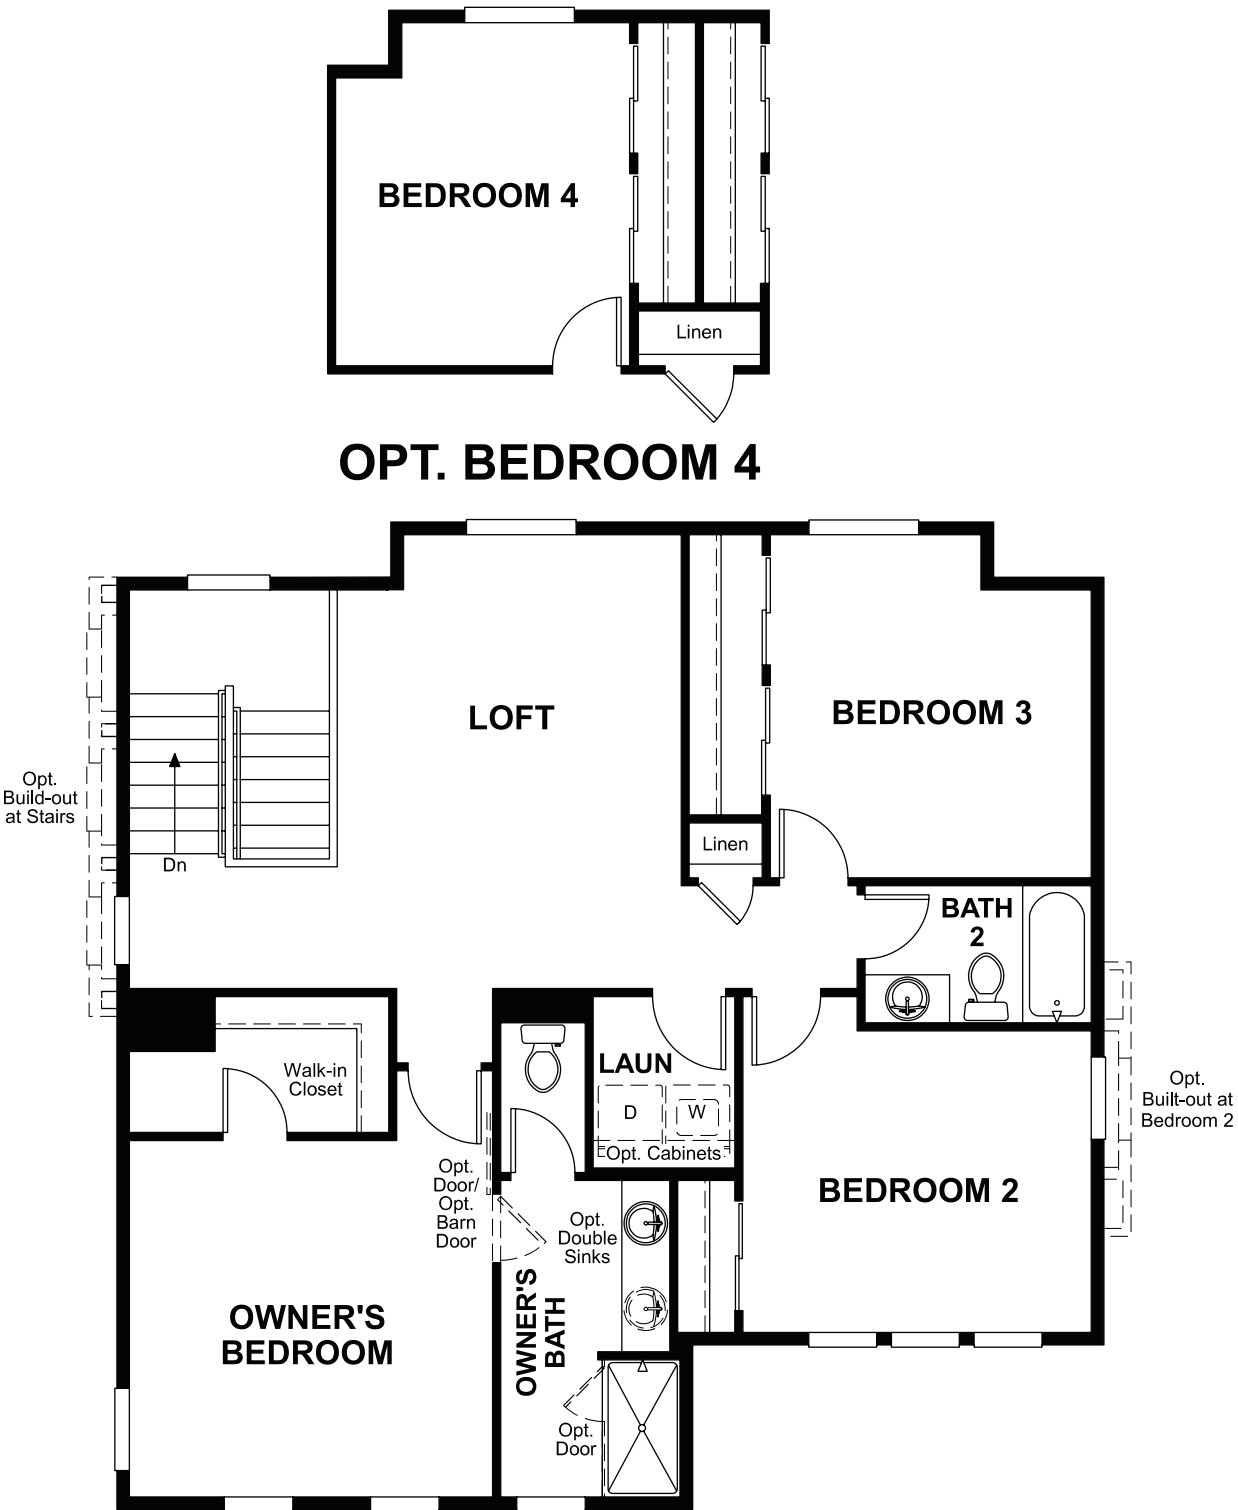 BEDROOM 4
Linen
OPT. BEDROOM 4
LOFT
BEDROOM 3
Opt.
Build-out
at Stairs
Dn
Linen
BATH
2
Walk-in
Closet
LAUN
D
W
Opt. Cabinets
Opt.
Built-out at
Bedroom 2
Opt.
Door/
Opt.
Barn
Door
BEDROOM 2
Opt.
Double
Sinks
OWNER'S
BEDROOM
OWNER'S
BATH
Opt.
Door